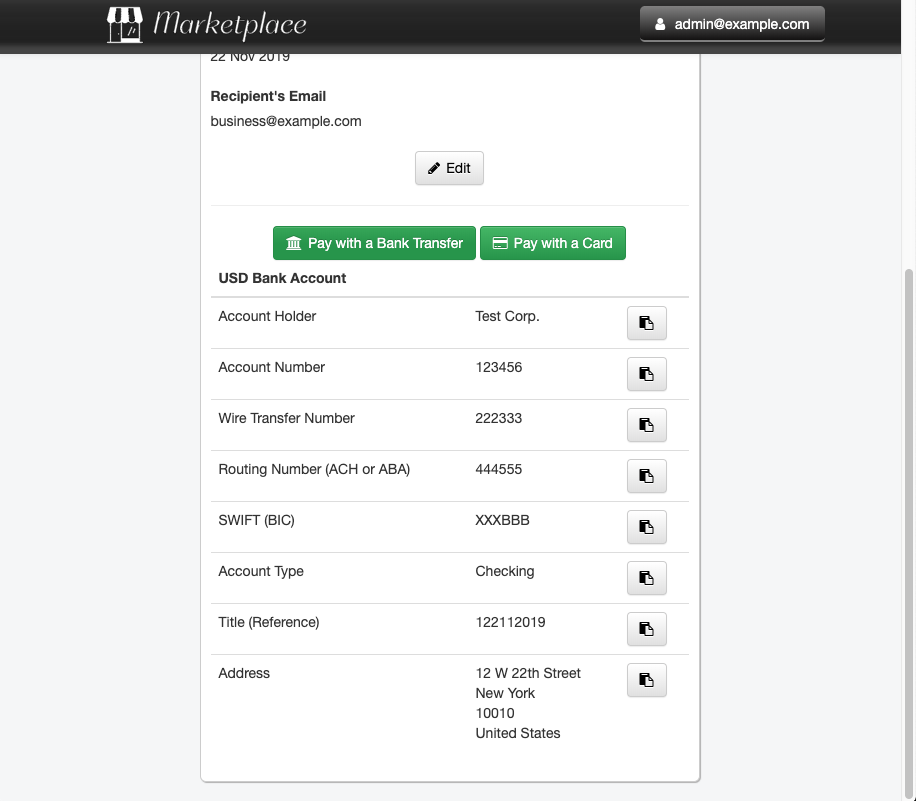 Marketplace
admin@example.com
22 Nov 2019
Recipient's Email
business@example.com
Edit
Pay with a Bank Transfer
Pay with a Card
USD Bank Account
Account Holder Test Corp.
Account Number 123456
Wire Transfer Number 222333
Routing Number (ACH or ABA) 444555
SWIFT (BIC) XXXBBB
Account Type Checking
Title (Reference) 122112019
Address 12 W 22th Street
New York
10010
United States